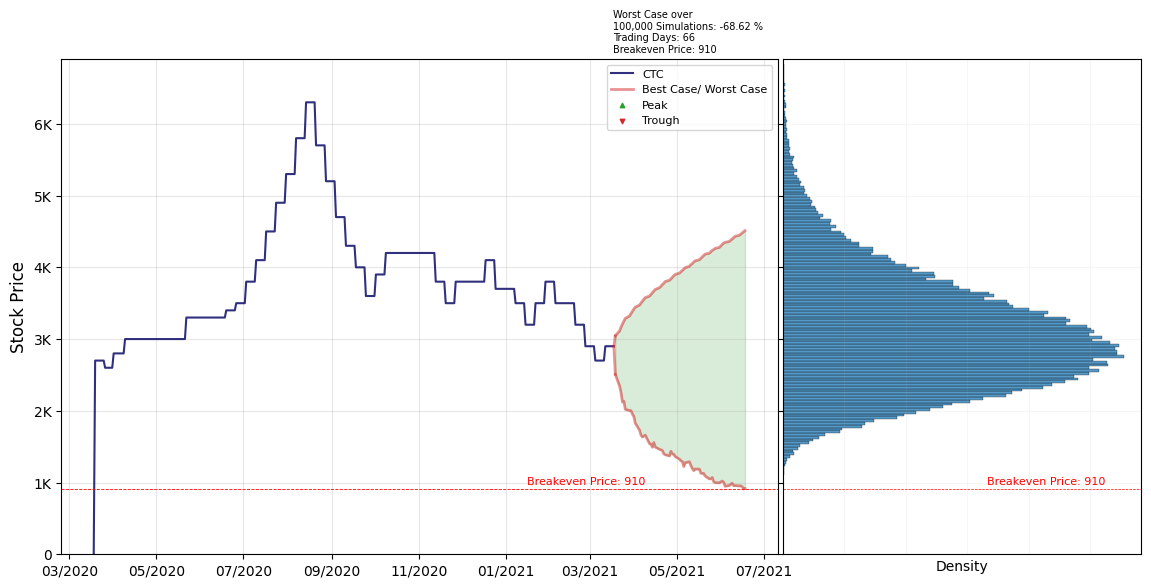 Worst Case over
100,000 Simulations: -68.62 %
Trading Days: 66
Breakeven Price: 910
CTC
Best Case/ Worst Case
Peak
Trough
Stock Price
6K
5K
4K
3K
2K
1K
0
Breakeven Price: 910
Breakeven Price: 910
03/2020 05/2020 07/2020 09/2020 11/2020 01/2021 03/2021 05/2021 07/2021
Density